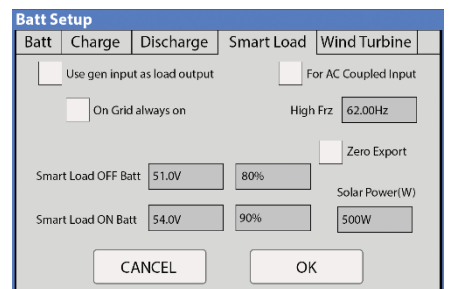 Batt Setup
Batt Charge Discharge Smart Load Wind Turbine
Use gen input as load output For AC Coupled Input
On Grid always on High Frz 62.00Hz
Zero Export
Smart Load OFF Batt 51.0V 80%
Solar Power(W)
Smart Load ON Batt 54.0V 90% 500W
CANCEL OK